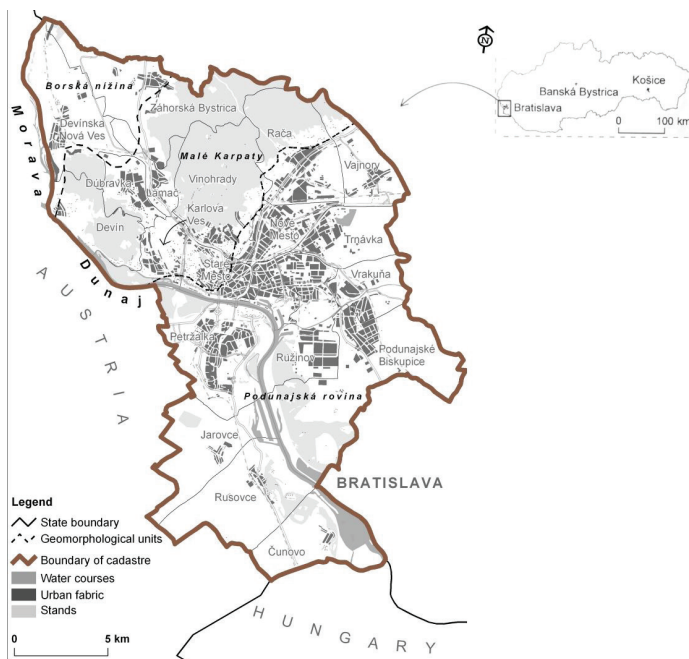 N
Banská Bystrica
Košice
Bratislava
0 100 km
Borská nížina
Záhorská Bystrica
Morava
Devínska
Nová Ves
Rača
Malé Karpaty
Vajnory
Dúbravka
Lamač
Vinohrady
Karlova
Ves
Devín
Nové
Mesto
Trnávka
Staré
Mesto
Vrakuňa
Dunaj
AUSTRIA
Petržalka
Ružinov
Podunajské
Biskupice
Podunajská rovina
Jarovce
BRATISLAVA
Rusovce
Čunovo
HUNGARY
Legend
State boundary
Geomorphological units
Boundary of cadastre
Water courses
Urban fabric
Stands
0 5 km